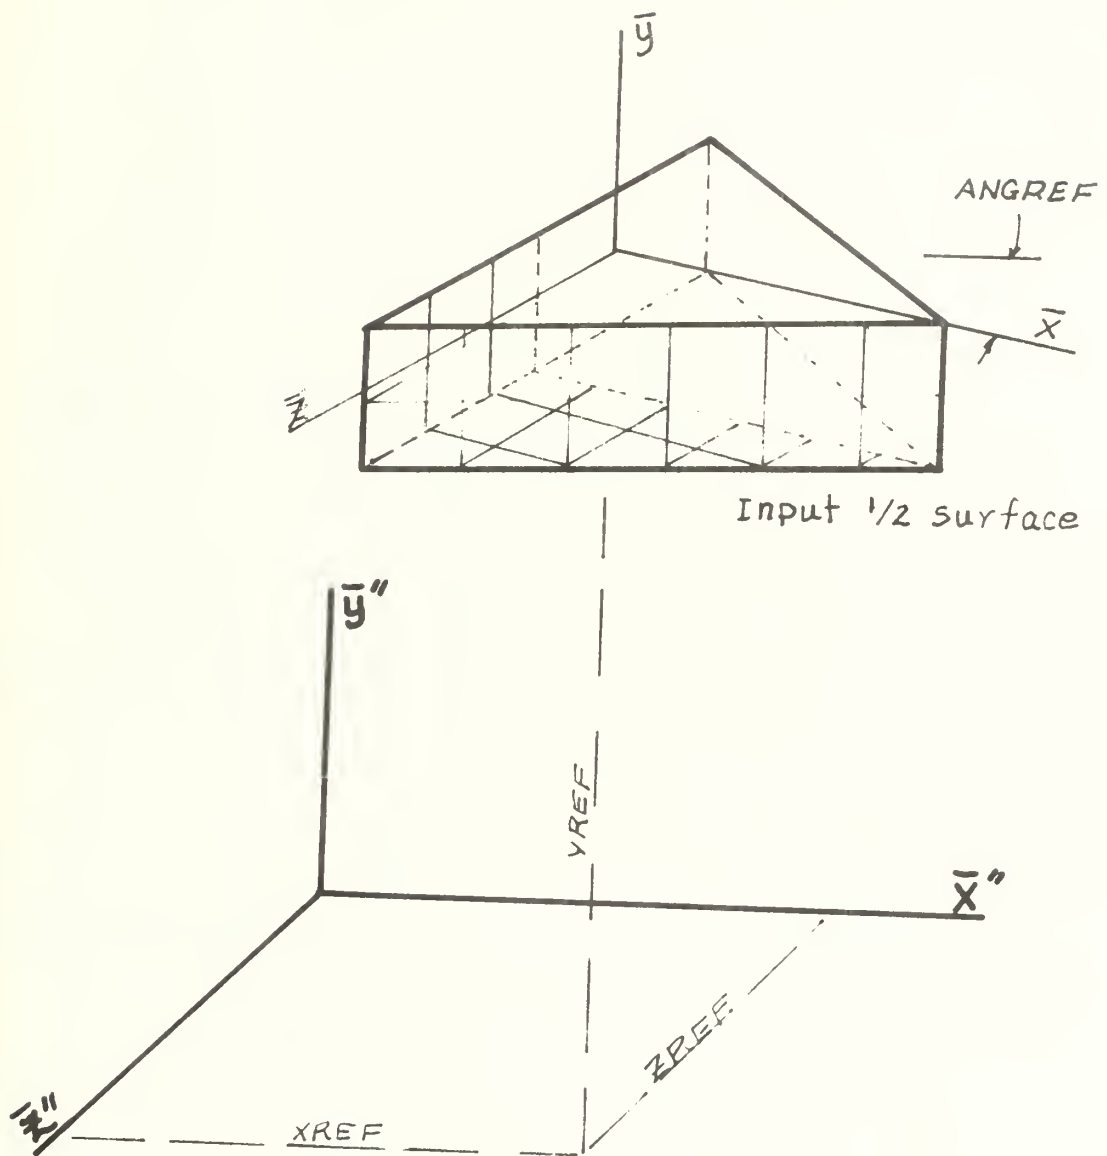 ȳ
ANGREF
x̄
z̄
Input 1/2 surface
ȳ"
YREF
x̄"
ZREF
z̄"
XREF